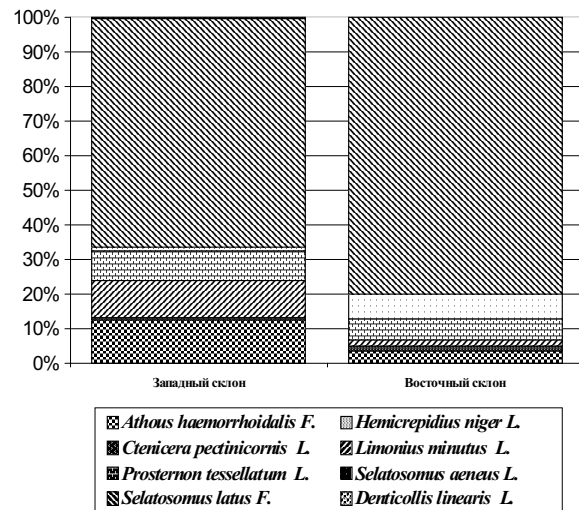 100%
90%
80%
70%
60%
50%
40%
30%
20%
10%
0%
Западный склон Восточный склон
Athous haemorrhoidalis F. Hemicrepidius niger L.
Ctenicera pectinicornis L. Limonius minutus L.
Prosternon tessellatum L. Selatosomus aeneus L.
Selatosomus latus F. Denticollis linearis L.